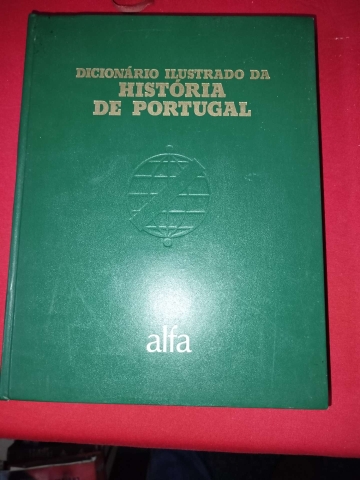 DICIONÁRIO ILUSTRADO DA
HISTÓRIA
DE PORTUGAL
alfa